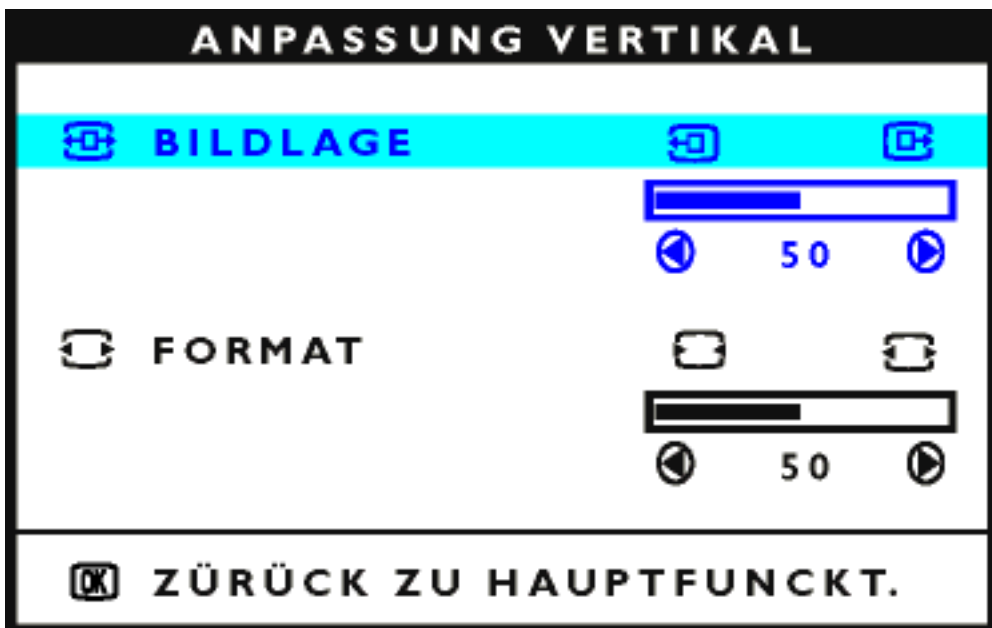 ANPASSUNG VERTIKAL
BILDLAGE
50
FORMAT
50
OK ZÜRÜCK ZU HAUPTFUNCKT.